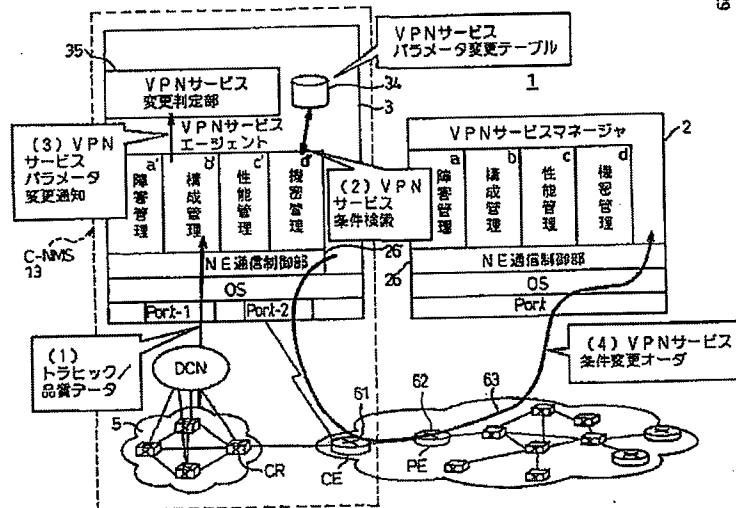 35
VPNサービス
変更判定部
VPNサービス
パラメータ変更テーブル
34
3
1
VPNサービス
エージェント
(3) VPN
サービス
パラメータ
変更通知
a'
障害管理
b'
構成管理
c'
性能管理
d'
機密管理
(2) VPN
サービス
条件検索
VPNサービスマネージャ
2
a
障害管理
b
構成管理
c
性能管理
d
機密管理
C-NMS
13
NE通信制御部
26'
OS
Port-1
Port-2
NE通信制御部
26
OS
Port
(1)
トラヒック/
品質データ
DCN
(4) VPNサービス
条件変更オーダ
5
CR
61
CE
62
PE
63